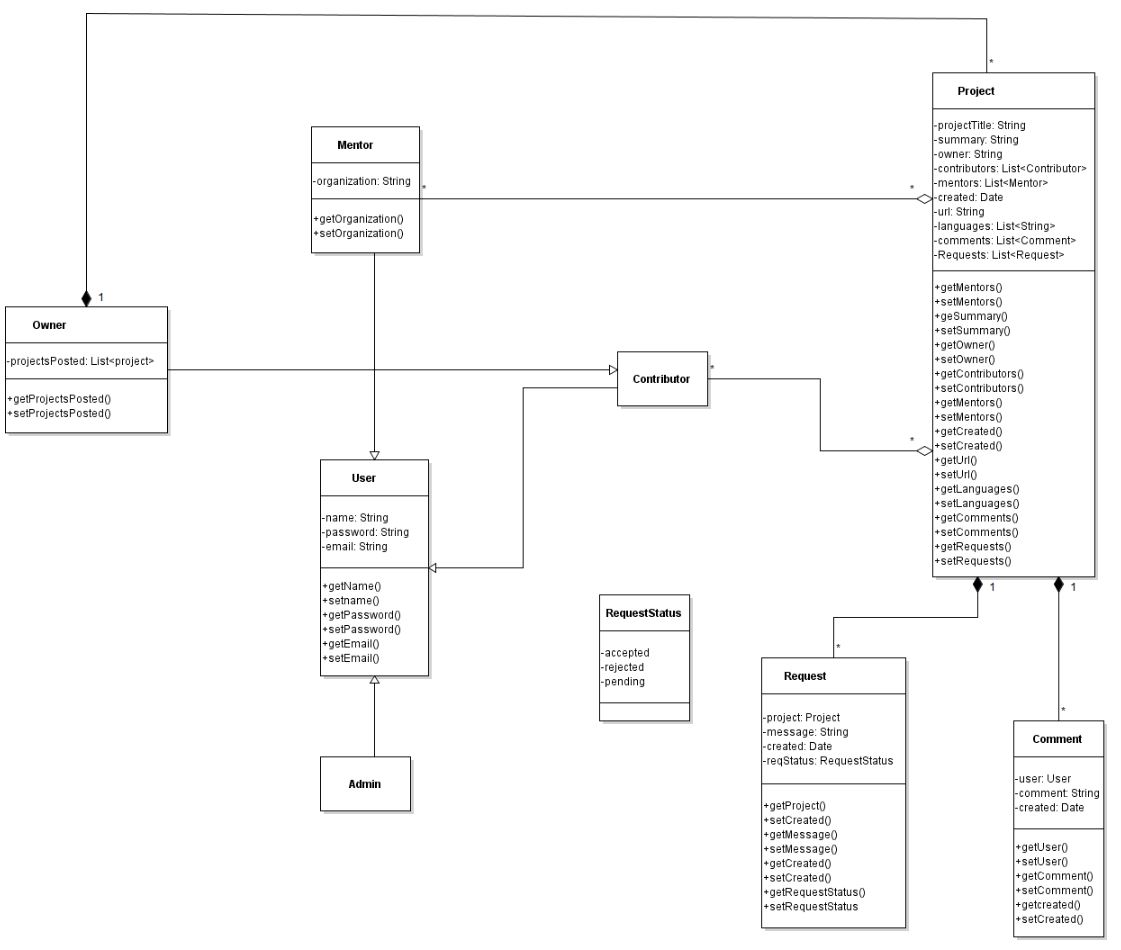 *
Project
-projectTitle: String
-summary: String
-owner: String
-contributors: List<Contributor>
-mentors: List<Mentor>
-created: Date
-url: String
-languages: List<String>
-comments: List<Comment>
-Requests: List<Request>
+getMentors()
+setMentors()
+geSummary()
+setSummary()
+getOwner()
+setOwner()
+getContributors()
+setContributors()
+getMentors()
+setMentors()
+getCreated()
+setCreated()
+getUrl()
+setUrl()
+getLanguages()
+setLanguages()
+getComments()
+setComments()
+getRequests()
+setRequests()
Mentor
-organization: String
+getOrganization()
+setOrganization()
*
*
1
Owner
-projectsPosted: List<project>
+getProjectsPosted()
+setProjectsPosted()
Contributor
*
*
User
-name: String
-password: String
-email: String
+getName()
+setname()
+getPassword()
+setPassword()
+getEmail()
+setEmail()
Admin
RequestStatus
-accepted
-rejected
-pending
1
1
*
Request
-project: Project
-message: String
-created: Date
-reqStatus: RequestStatus
+getProject()
+setCreated()
+getMessage()
+setMessage()
+getCreated()
+setCreated()
+getRequestStatus()
+setRequestStatus
*
Comment
-user: User
-comment: String
-created: Date
+getUser()
+setUser()
+getComment()
+setComment()
+getcreated()
+setCreated()